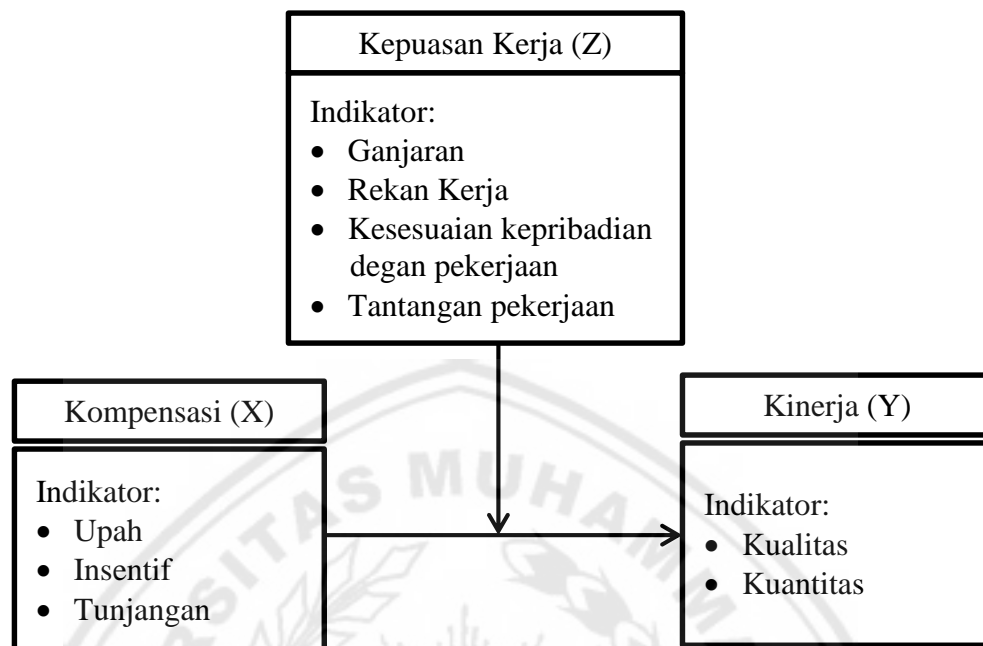 Kepuasan Kerja (Z)
Indikator:
• Ganjaran
• Rekan Kerja
• Kesesuaian kepribadian
degan pekerjaan
• Tantangan pekerjaan
Kompensasi (X)
Indikator:
• Upah
• Insentif
• Tunjangan
Kinerja (Y)
Indikator:
• Kualitas
• Kuantitas